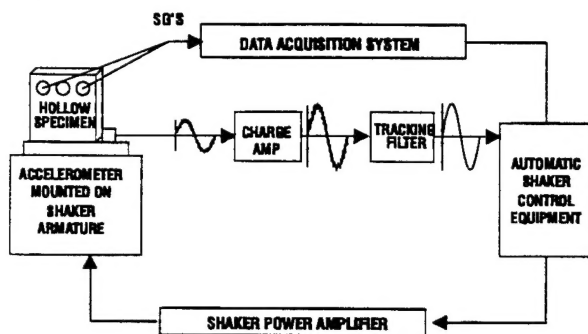 SG'S
DATA ACQUISITION SYSTEM
HOLLOW
SPECIMEN
CHARGE
AMP
TRACKING
FILTER
AUTOMATIC
SHAKER
CONTROL
EQUIPMENT
ACCELEROMETER
MOUNTED ON
SHAKER
ARMATURE
SHAKER POWER AMPLIFIER